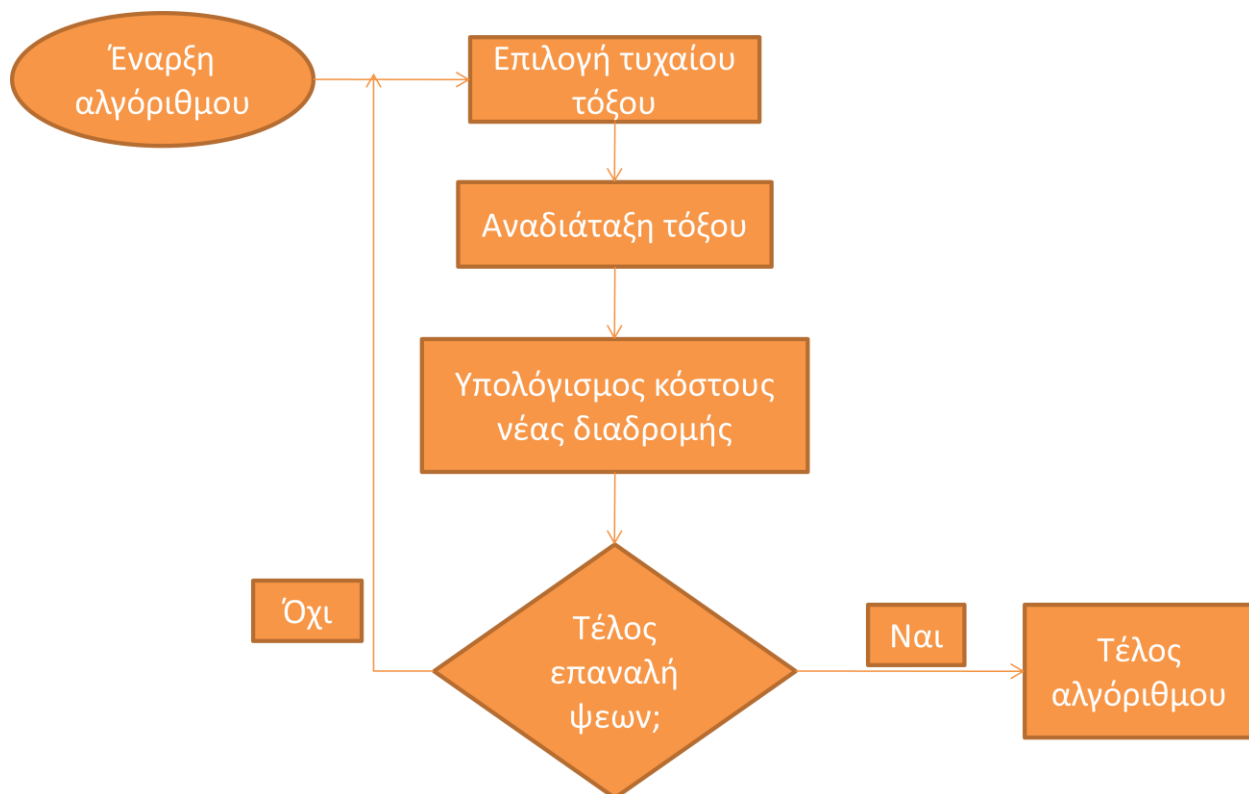 Έναρξη
αλγόριθμου
Επιλογή τυχαίου
τόξου
Αναδιάταξη τόξου
Υπολόγισμος κόστους
νέας διαδρομής
Όχι
Τέλος
επαναλή
ψεων;
Ναι
Τέλος
αλγόριθμου